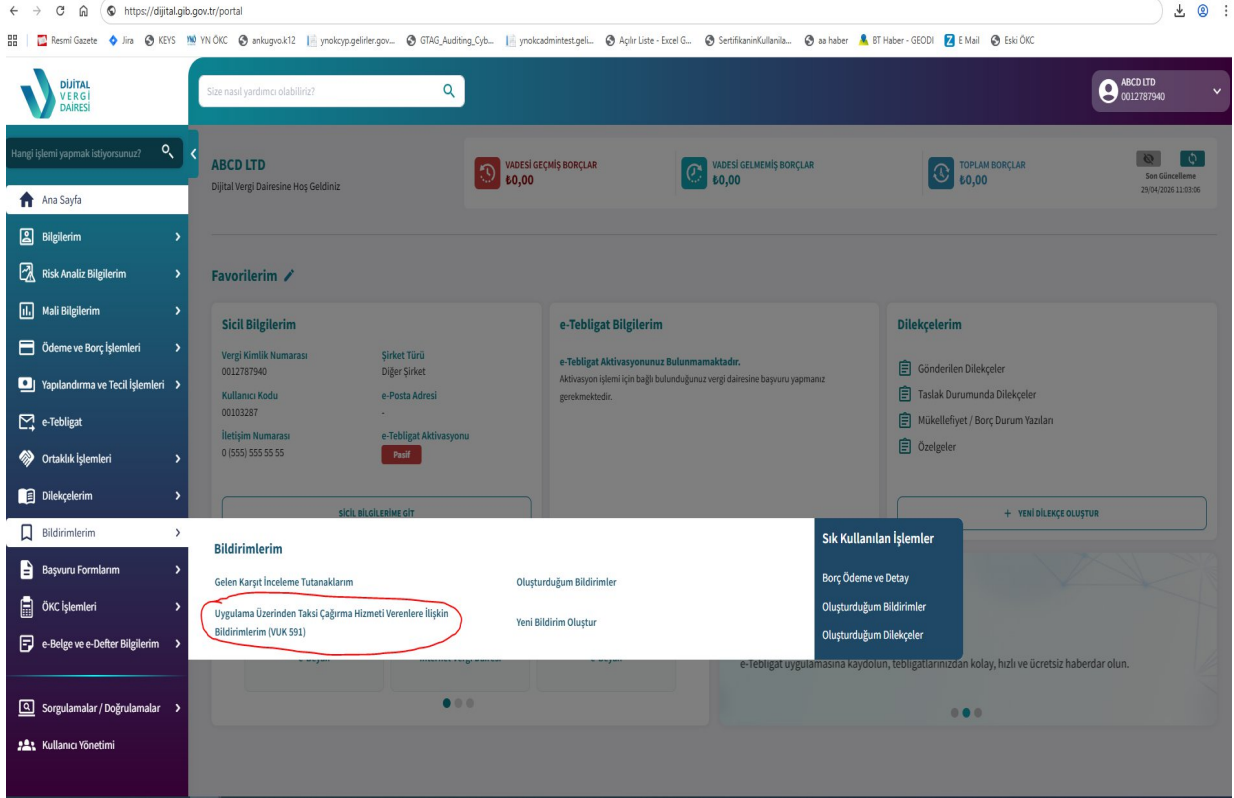 https://dijital.gib.gov.tr/portal
Resmî Gazete
Jira
KEYS
YN ÖKC
ankugvo.k12
ynokcyp.gelirler.gov...
GTAG_Auditing_Cyb...
ynokcadmintest.geli...
Açılır Liste - Excel G...
SertifikaninKullanila...
aa haber
BT Haber - GEODI
E Mail
Eski ÖKC
DİJİTAL
VERGİ
DAİRESİ
Size nasıl yardımcı olabiliriz?
ABCD LTD
0012787940
Hangi işlemi yapmak istiyorsunuz?
Ana Sayfa
Bilgilerim
Risk Analiz Bilgilerim
Mali Bilgilerim
Ödeme ve Borç İşlemleri
Yapılandırma ve Tecil İşlemleri
e-Tebligat
Ortaklık İşlemleri
Dilekçelerim
Bildirimlerim
Başvuru Formlarım
ÖKC İşlemleri
e-Belge ve e-Defter Bilgilerim
Sorgulamalar / Doğrulamalar
Kullanıcı Yönetimi
ABCD LTD
Dijital Vergi Dairesine Hoş Geldiniz
VADESİ GEÇMİŞ BORÇLAR
₺0,00
VADESİ GELMEMİŞ BORÇLAR
₺0,00
TOPLAM BORÇLAR
₺0,00
Son Güncelleme
29/04/2026 11:03:06
Favorilerim
Sicil Bilgilerim
Vergi Kimlik Numarası
0012787940
Şirket Türü
Diğer Şirket
Kullanıcı Kodu
00103287
e-Posta Adresi
-
İletişim Numarası
0 (555) 555 55 55
e-Tebligat Aktivasyonu
Pasif
SİCİL BİLGİLERİME GİT
e-Tebligat Bilgilerim
e-Tebligat Aktivasyonunuz Bulunmamaktadır.
Aktivasyon işlemi için bağlı bulunduğunuz vergi dairesine başvuru yapmanız
gerekmektedir.
Dilekçelerim
Gönderilen Dilekçeler
Taslak Durumunda Dilekçeler
Mükellefiyet / Borç Durum Yazıları
Özelgeler
+ YENİ DİLEKÇE OLUŞTUR
Bildirimlerim
Gelen Karşıt İnceleme Tutanaklarım
Oluşturduğum Bildirimler
Uygulama Üzerinden Taksi Çağırma Hizmeti Verenlere İlişkin
Bildirimlerim (VUK 591)
Yeni Bildirim Oluştur
Sık Kullanılan İşlemler
Borç Ödeme ve Detay
Oluşturduğum Bildirimler
Oluşturduğum Dilekçeler
e-Tebligat uygulamasına kaydolun, tebligatlarınızdan kolay, hızlı ve ücretsiz haberdar olun.